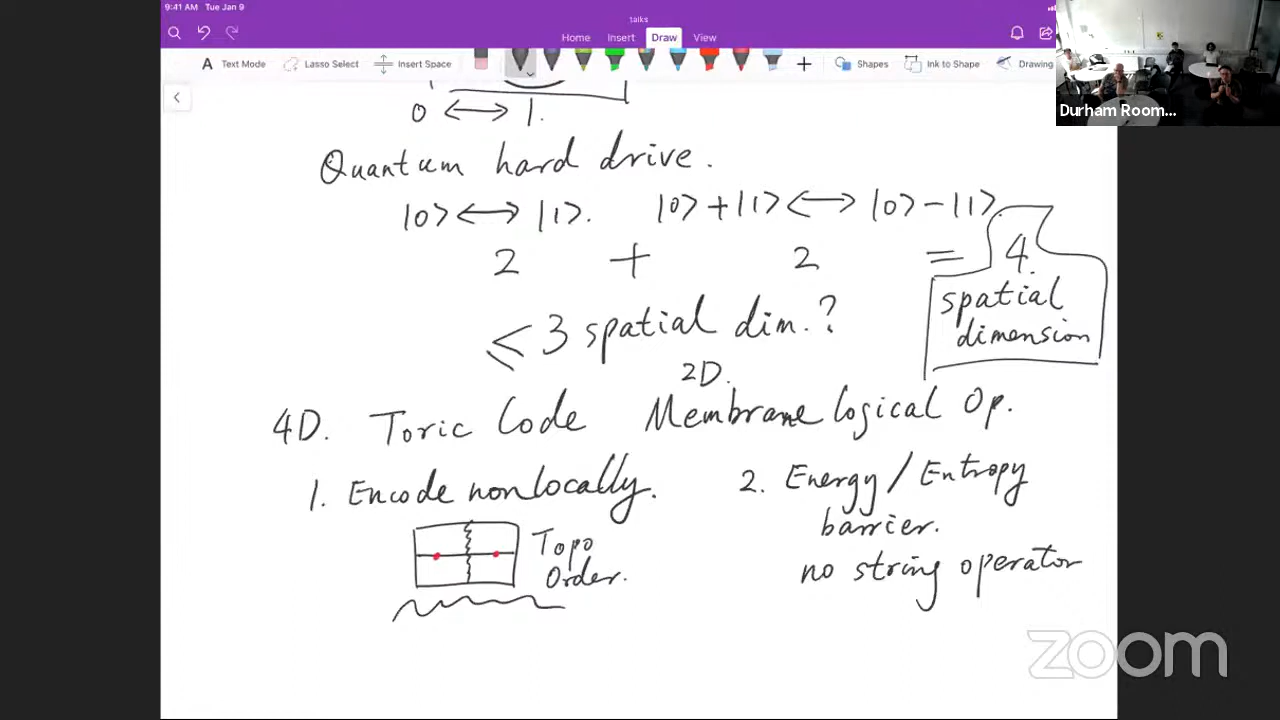 9:41 AM Tue Jan 9
talks
Home Insert Draw View
Text Mode Lasso Select Insert Space Shapes Ink to Shape Drawing
Durham Room...
0 ⟷ 1.
Quantum hard drive.
|0⟩ ⟷ |1⟩. |0⟩+|1⟩ ⟷ |0⟩-|1⟩
2 + 2 = 4.
spatial
dimension
≤ 3 spatial dim. ?
2D.
4D. Toric Code Membrane logical Op.
1. Encode nonlocally. 2. Energy / Entropy
barrier.
Topo
Order.
no string operator
zoom